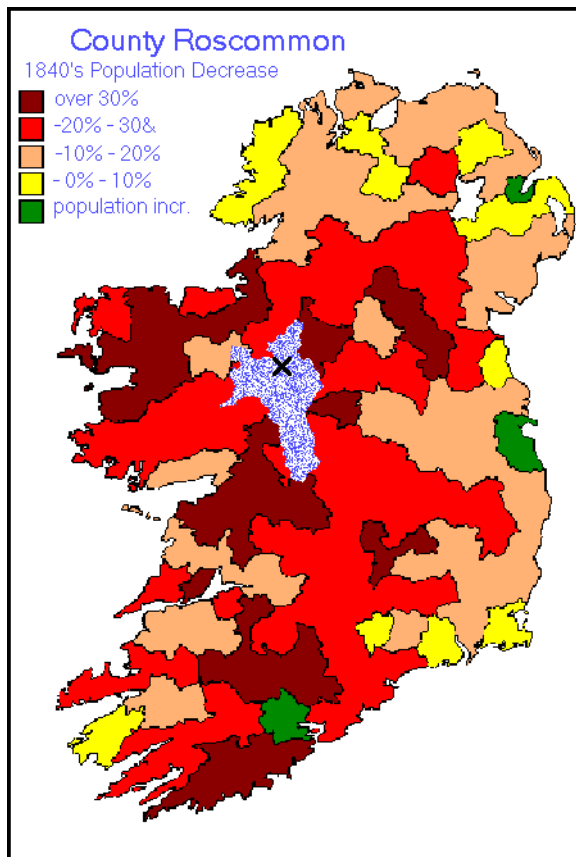 County Roscommon
1840's Population Decrease
over 30%
-20% - 30&
-10% - 20%
- 0% - 10%
population incr.